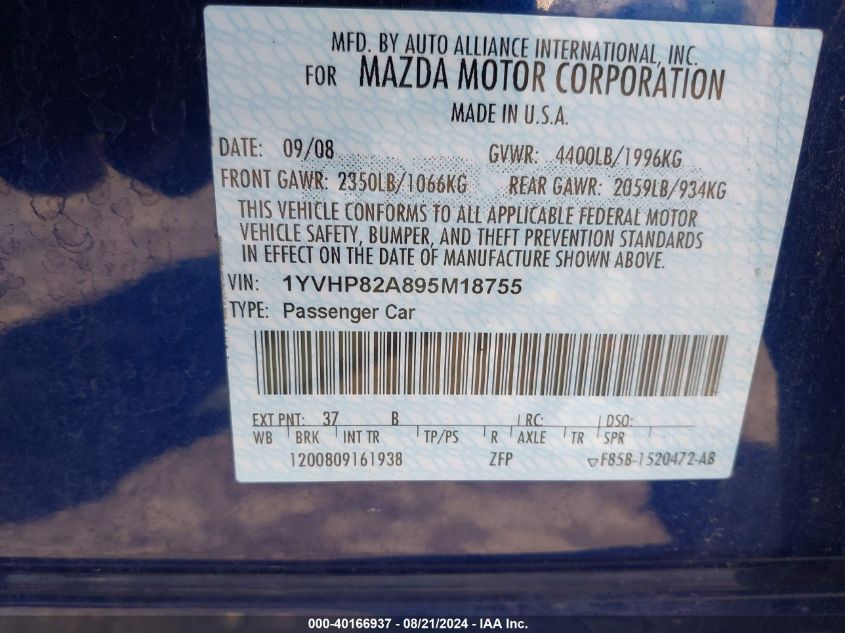 MFD. BY AUTO ALLIANCE INTERNATIONAL, INC.
FOR MAZDA MOTOR CORPORATION
MADE IN U.S.A.
DATE: 09/08 GVWR: 4400LB/1996KG
FRONT GAWR: 2350LB/1066KG REAR GAWR: 2059LB/934KG
THIS VEHICLE CONFORMS TO ALL APPLICABLE FEDERAL MOTOR
VEHICLE SAFETY, BUMPER, AND THEFT PREVENTION STANDARDS
IN EFFECT ON THE DATE OF MANUFACTURE SHOWN ABOVE.
VIN: 1YVHP82A895M18755
TYPE: Passenger Car
EXT PNT: 37 B RC: DSO:
WB BRK INT TR TP/PS R AXLE TR SPR
1200809161938 ZFP F85B-1520472-AB
000-40166937 - 08/21/2024 - IAA Inc.